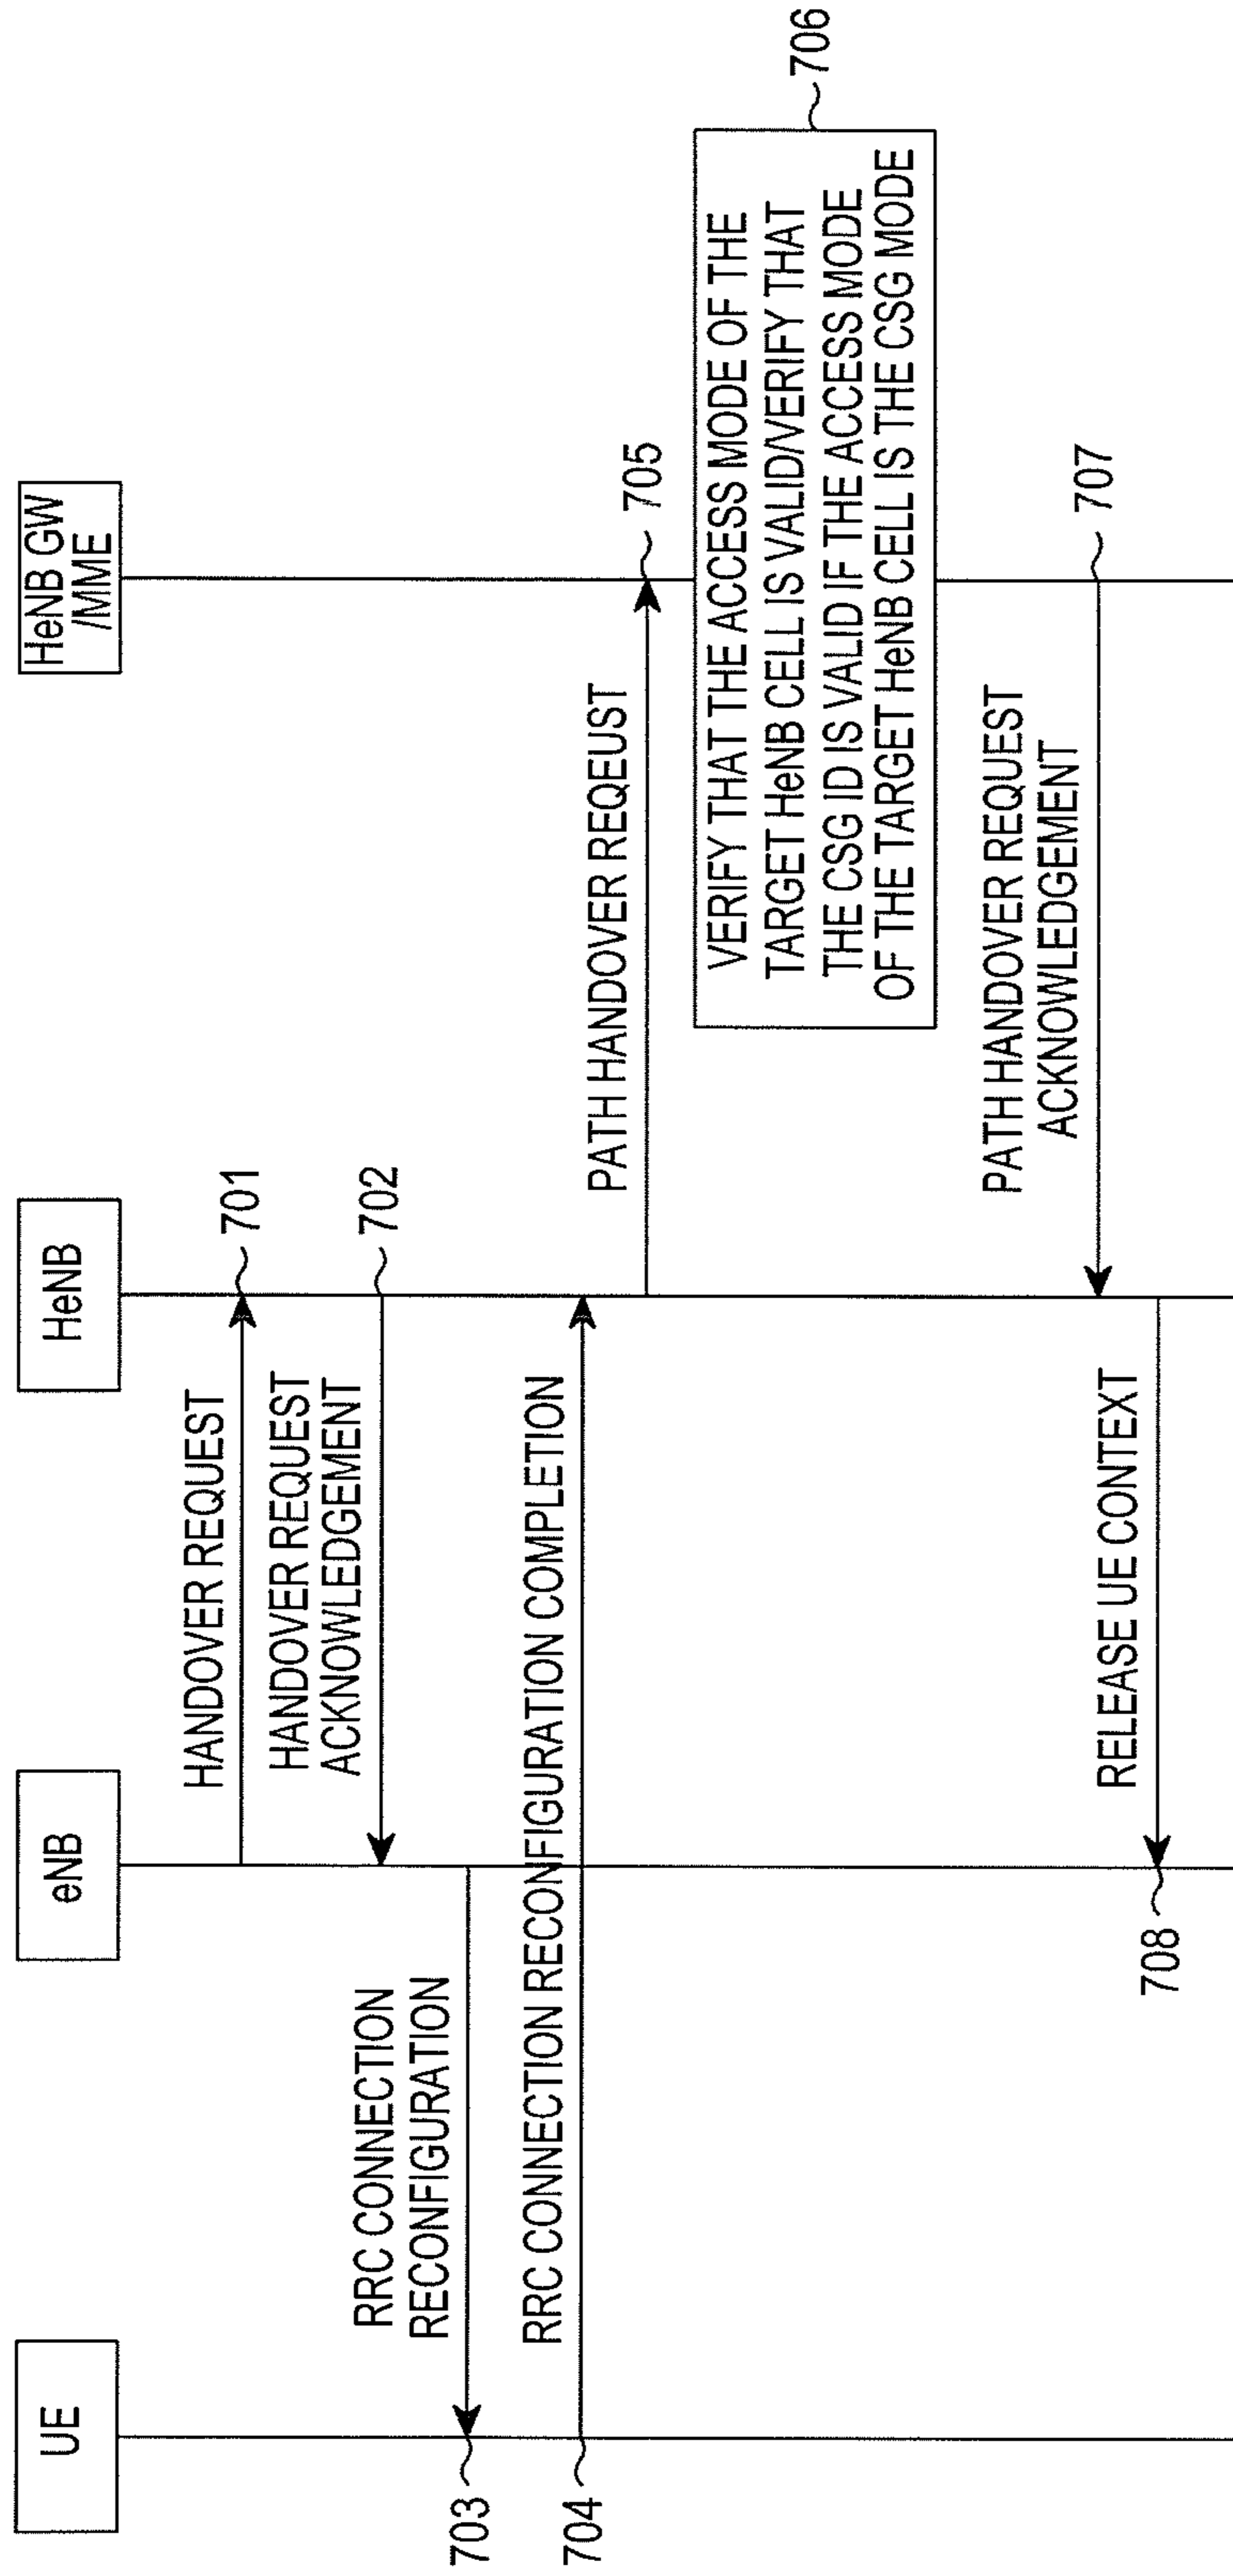 UE
eNB
HeNB
HeNB GW
/MME
HANDOVER REQUEST
701
HANDOVER REQUEST
ACKNOWLEDGEMENT
702
RRC CONNECTION
RECONFIGURATION
703
RRC CONNECTION RECONFIGURATION COMPLETION
704
PATH HANDOVER REQEUST
705
VERIFY THAT THE ACCESS MODE OF THE
TARGET HeNB CELL IS VALID/VERIFY THAT
THE CSG ID IS VALID IF THE ACCESS MODE
OF THE TARGET HeNB CELL IS THE CSG MODE
706
PATH HANDOVER REQUEST
ACKNOWLEDGEMENT
707
RELEASE UE CONTEXT
708